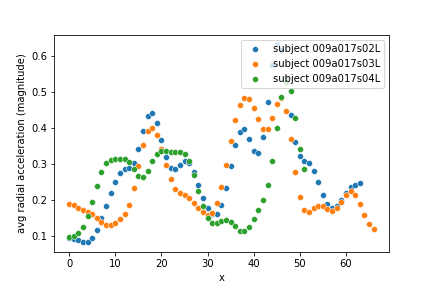 subject 009a017s02L
subject 009a017s03L
subject 009a017s04L
avg radial acceleration (magnitude)
0.6
0.5
0.4
0.3
0.2
0.1
0 10 20 30 40 50 60
x